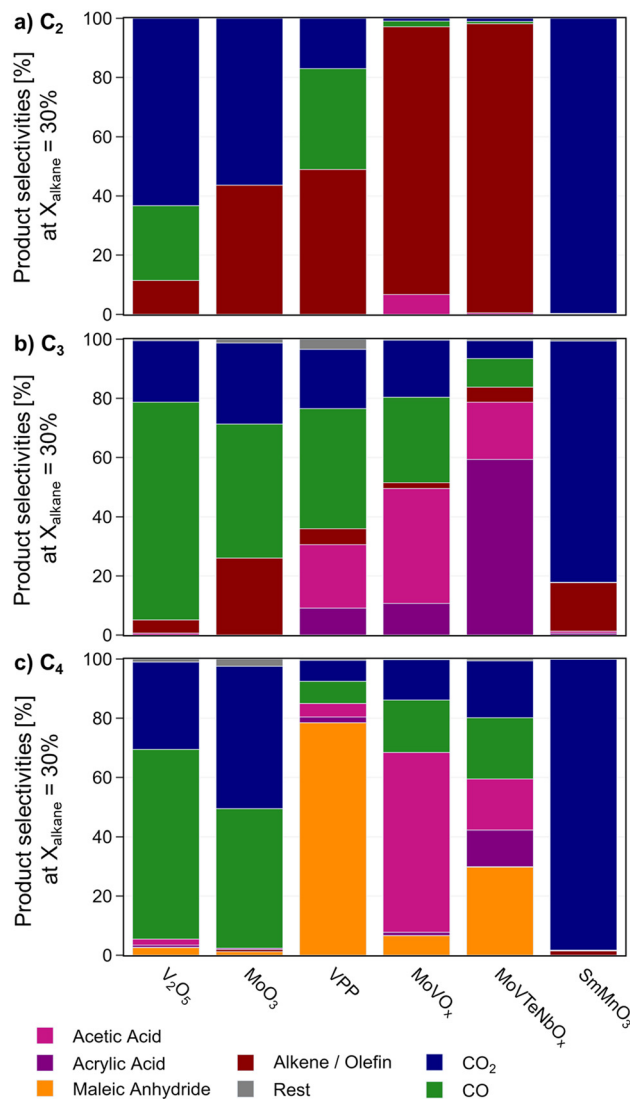 a) C₂
Product selectivities [%]
at Xalkane = 30%
100
80
60
40
20
0
b) C₃
Product selectivities [%]
at Xalkane = 30%
100
80
60
40
20
0
c) C₄
Product selectivities [%]
at Xalkane = 30%
100
80
60
40
20
0
V₂O₅
MoO₃
VPP
MoVOₓ
MoVTeNbOₓ
SmMnO₃
Acetic Acid
Acrylic Acid
Alkene / Olefin
CO₂
Maleic Anhydride
Rest
CO